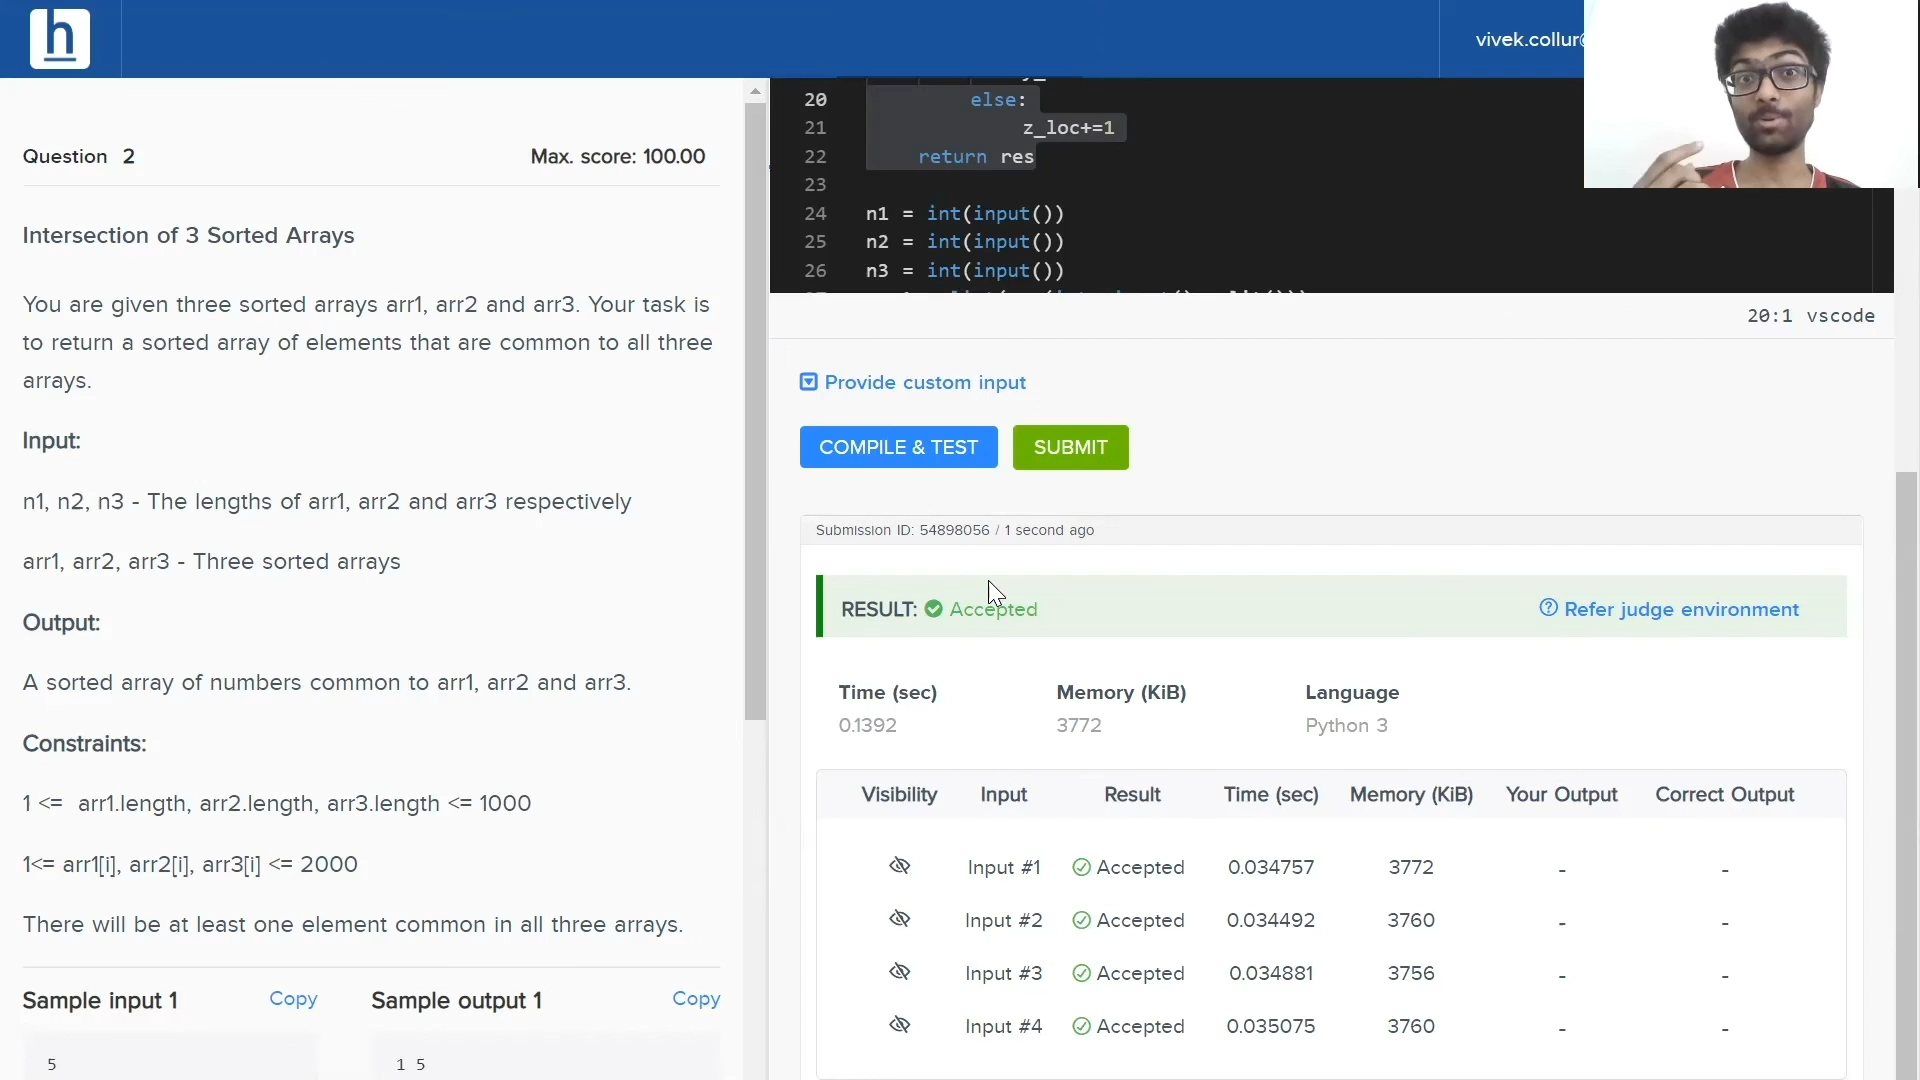 h
vivek.collur@
Question 2
Max. score: 100.00
Intersection of 3 Sorted Arrays
You are given three sorted arrays arr1, arr2 and arr3. Your task is
to return a sorted array of elements that are common to all three
arrays.
Input:
n1, n2, n3 - The lengths of arr1, arr2 and arr3 respectively
arr1, arr2, arr3 - Three sorted arrays
Output:
A sorted array of numbers common to arr1, arr2 and arr3.
Constraints:
1 <= arr1.length, arr2.length, arr3.length <= 1000
1<= arr1[i], arr2[i], arr3[i] <= 2000
There will be at least one element common in all three arrays.
Sample input 1 Copy
Sample output 1 Copy
5
1 5
20 else:
21 z_loc+=1
22 return res
23
24 n1 = int(input())
25 n2 = int(input())
26 n3 = int(input())
20:1 vscode
Provide custom input
COMPILE & TEST
SUBMIT
Submission ID: 54898056 / 1 second ago
RESULT: Accepted
Refer judge environment
Time (sec) Memory (KiB) Language
0.1392 3772 Python 3
Visibility Input Result Time (sec) Memory (KiB) Your Output Correct Output
Input #1 Accepted 0.034757 3772 - -
Input #2 Accepted 0.034492 3760 - -
Input #3 Accepted 0.034881 3756 - -
Input #4 Accepted 0.035075 3760 - -